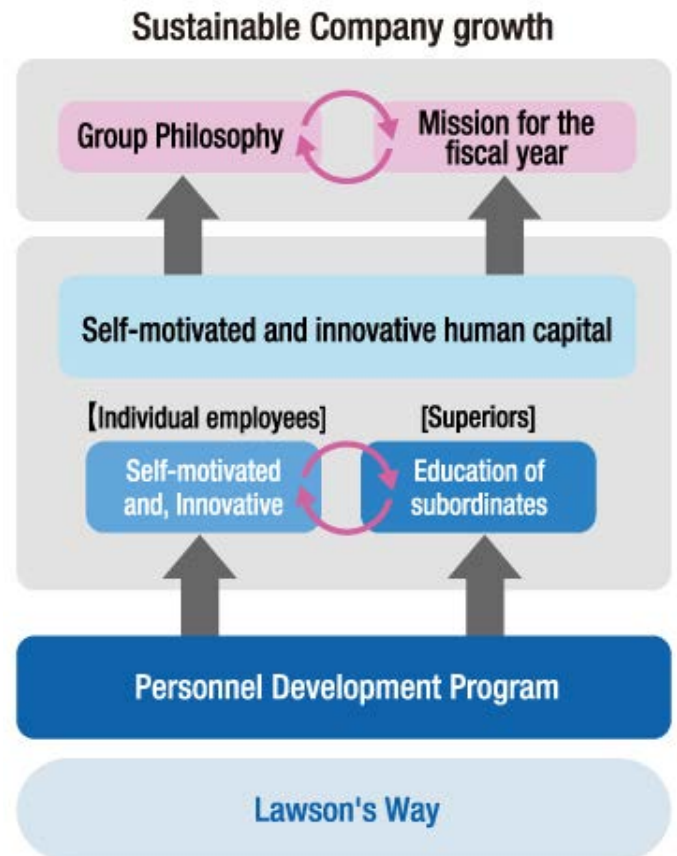 Sustainable Company growth
Group Philosophy
Mission for the
fiscal year
Self-motivated and innovative human capital
【Individual employees]
[Superiors]
Self-motivated
and, Innovative
Education of
subordinates
Personnel Development Program
Lawson's Way